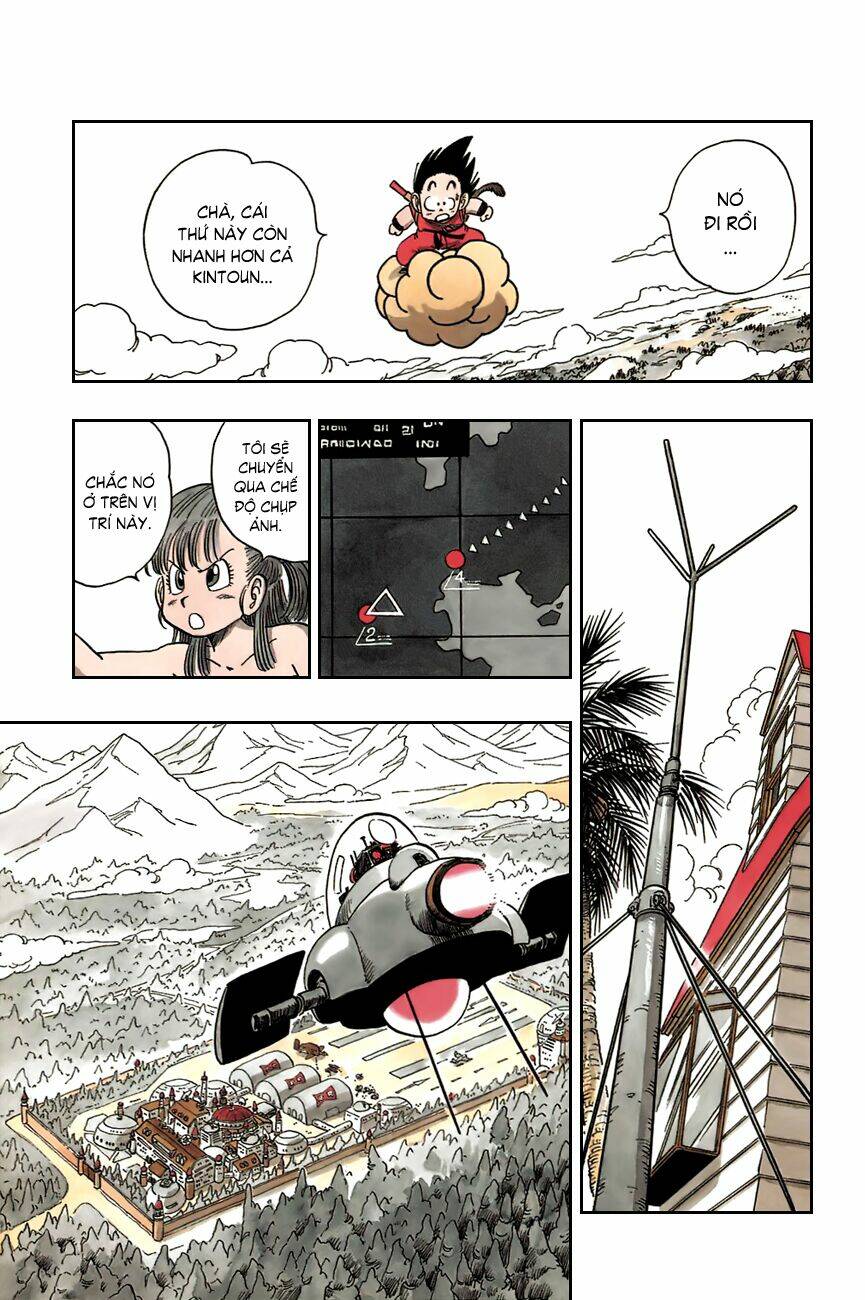 NÓ
ĐI RỒI
...
CHÀ, CÁI
THỨ NÀY CÒN
NHANH HƠN CẢ
KINTOUN...
4
2
TÔI SẼ
CHUYỂN
QUA CHẾ
ĐỘ CHỤP
ẢNH.
CHẮC NÓ
Ở TRÊN VỊ
TRÍ NÀY.